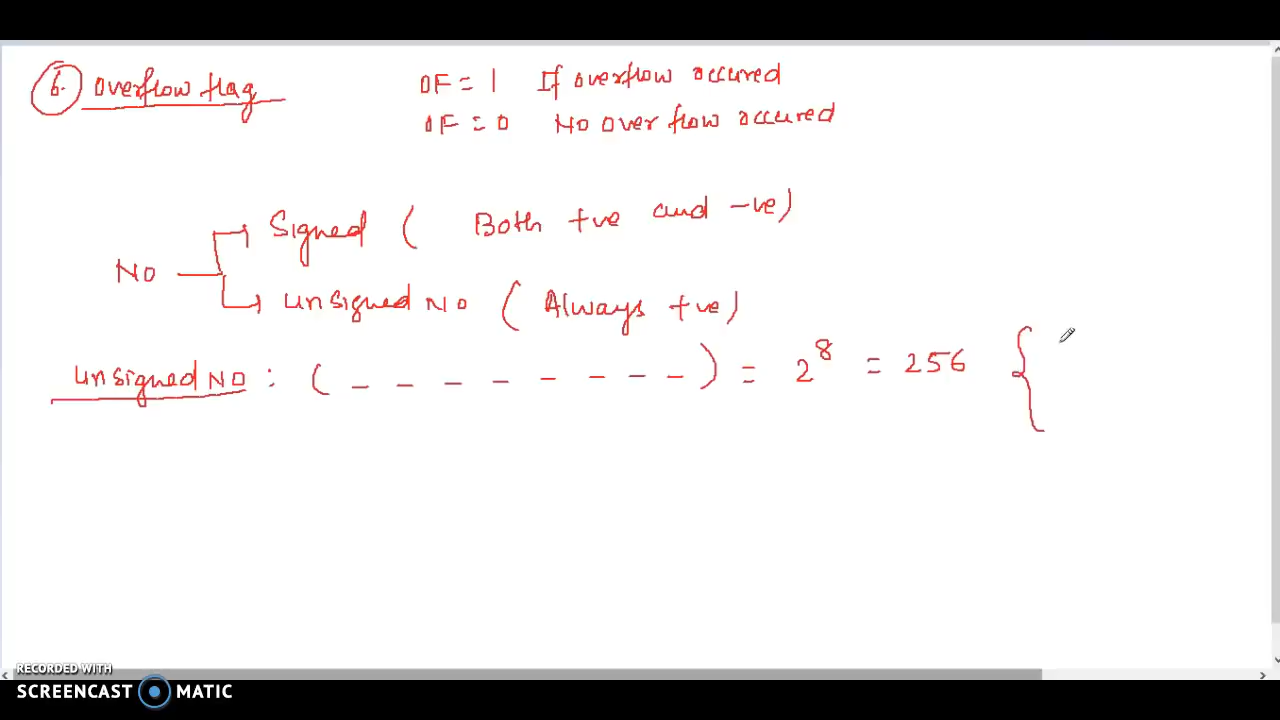 6. Overflow flag
OF = 1 If overflow occured
OF = 0 No over flow occured
Signed ( Both +ve and -ve)
NO
unsigned NO ( Always +ve)
unsigned NO : ( _ _ _ _ _ _ _ _ ) = 2^8 = 256 {
RECORDED WITH
SCREENCAST MATIC